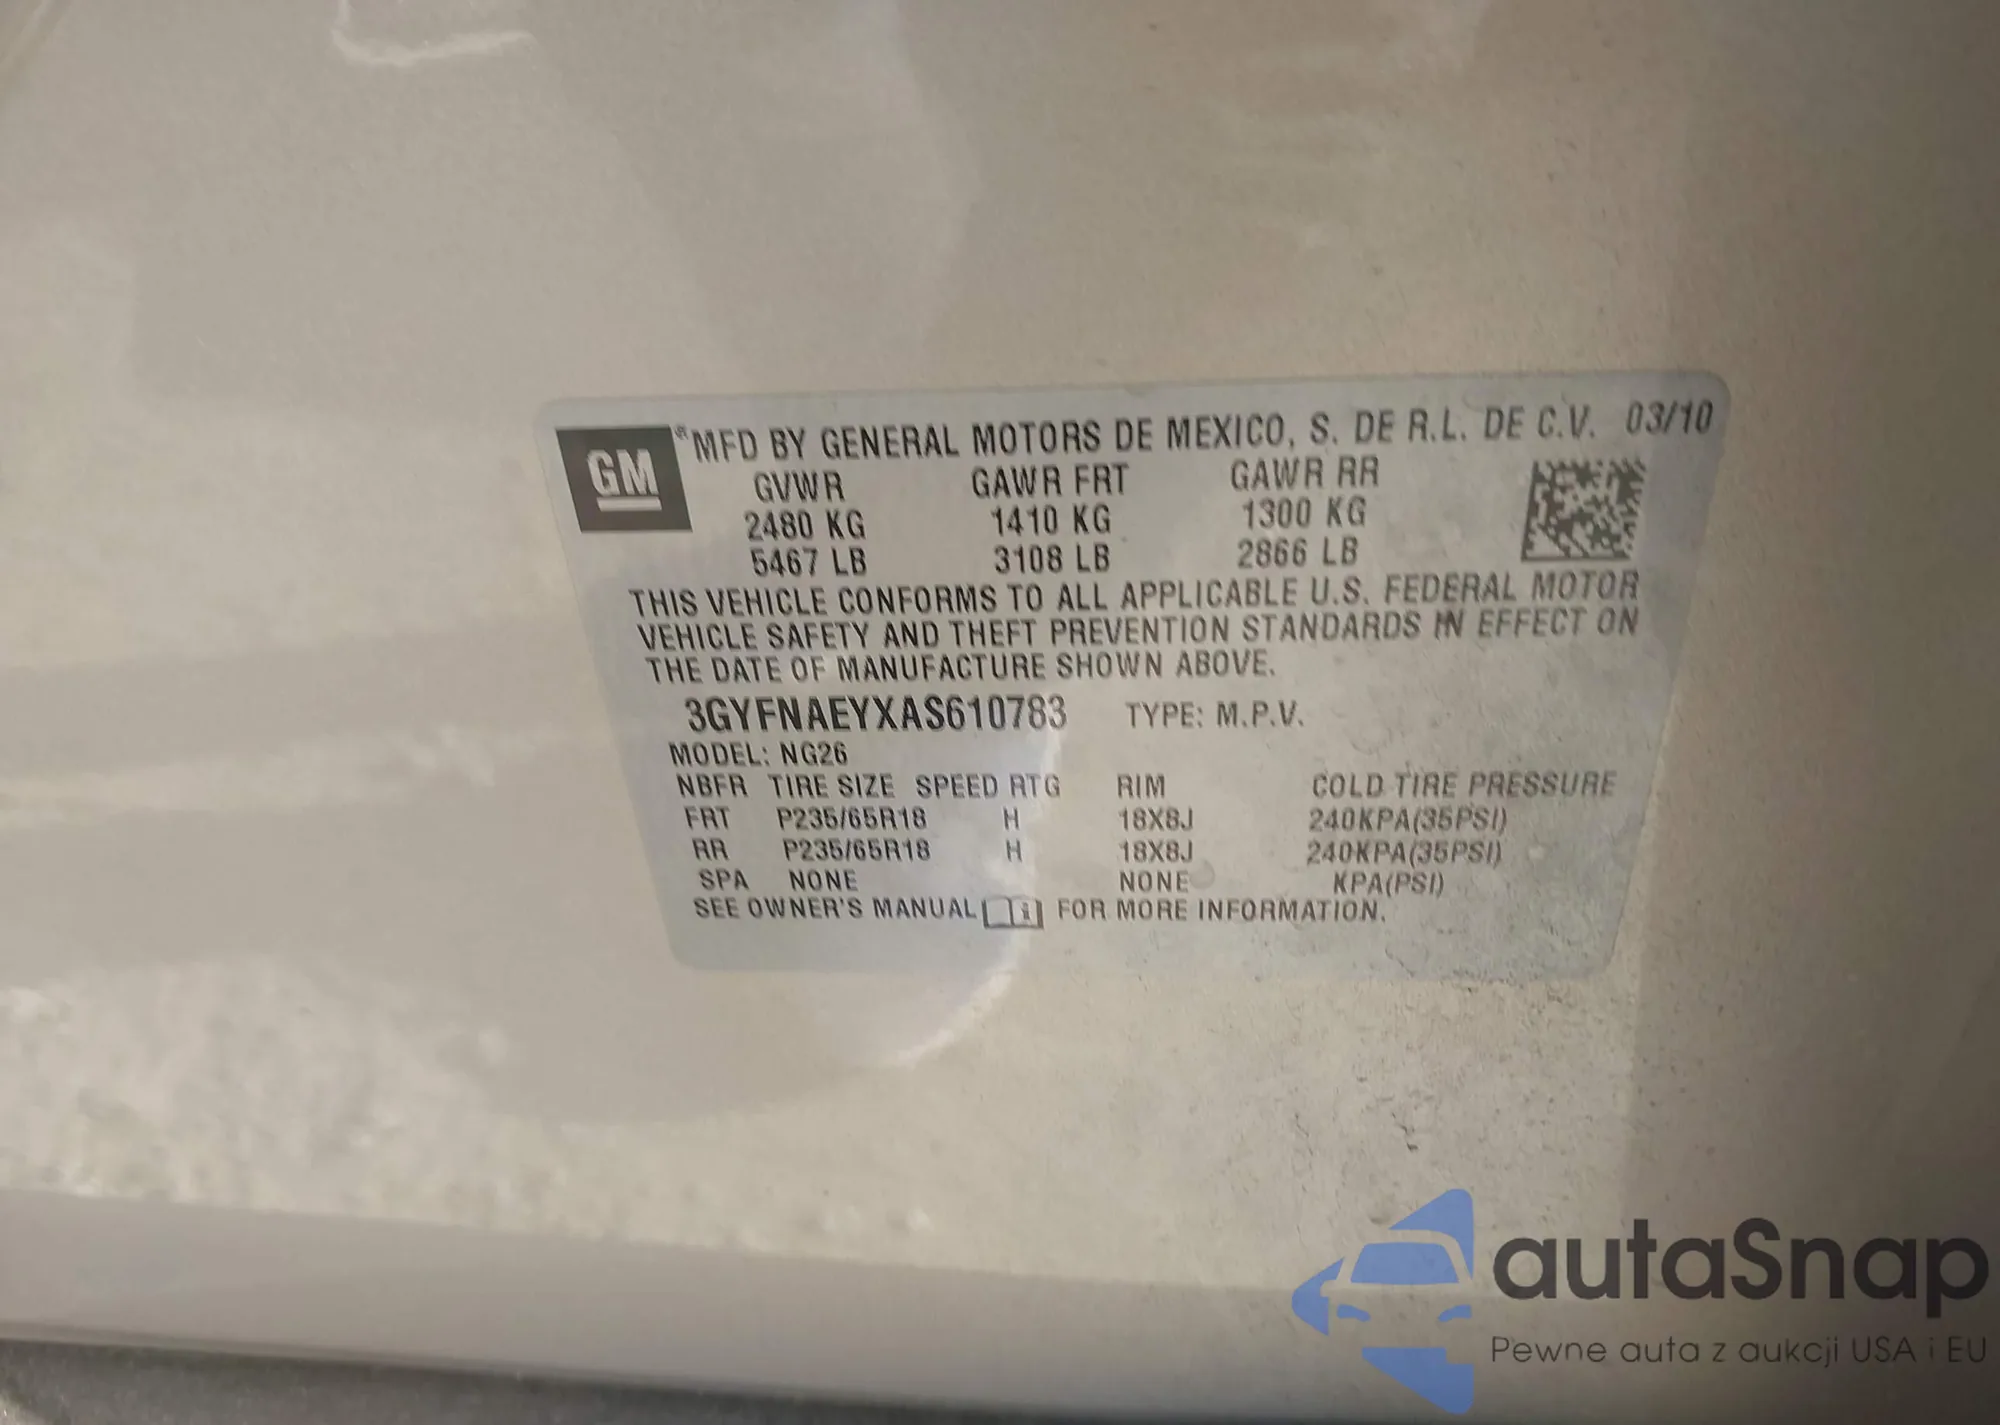 GM
® MFD BY GENERAL MOTORS DE MEXICO, S. DE R.L. DE C.V. 03/10
GVWR GAWR FRT GAWR RR
2480 KG 1410 KG 1300 KG
5467 LB 3108 LB 2866 LB
THIS VEHICLE CONFORMS TO ALL APPLICABLE U.S. FEDERAL MOTOR
VEHICLE SAFETY AND THEFT PREVENTION STANDARDS IN EFFECT ON
THE DATE OF MANUFACTURE SHOWN ABOVE.
3GYFNAEYXAS610783 TYPE: M.P.V.
MODEL: NG26
NBFR TIRE SIZE SPEED RTG RIM COLD TIRE PRESSURE
FRT P235/65R18 H 18X8J 240KPA(35PSI)
RR P235/65R18 H 18X8J 240KPA(35PSI)
SPA NONE NONE KPA(PSI)
SEE OWNER'S MANUAL i FOR MORE INFORMATION.
autaSnap
Pewne auta z aukcji USA i EU